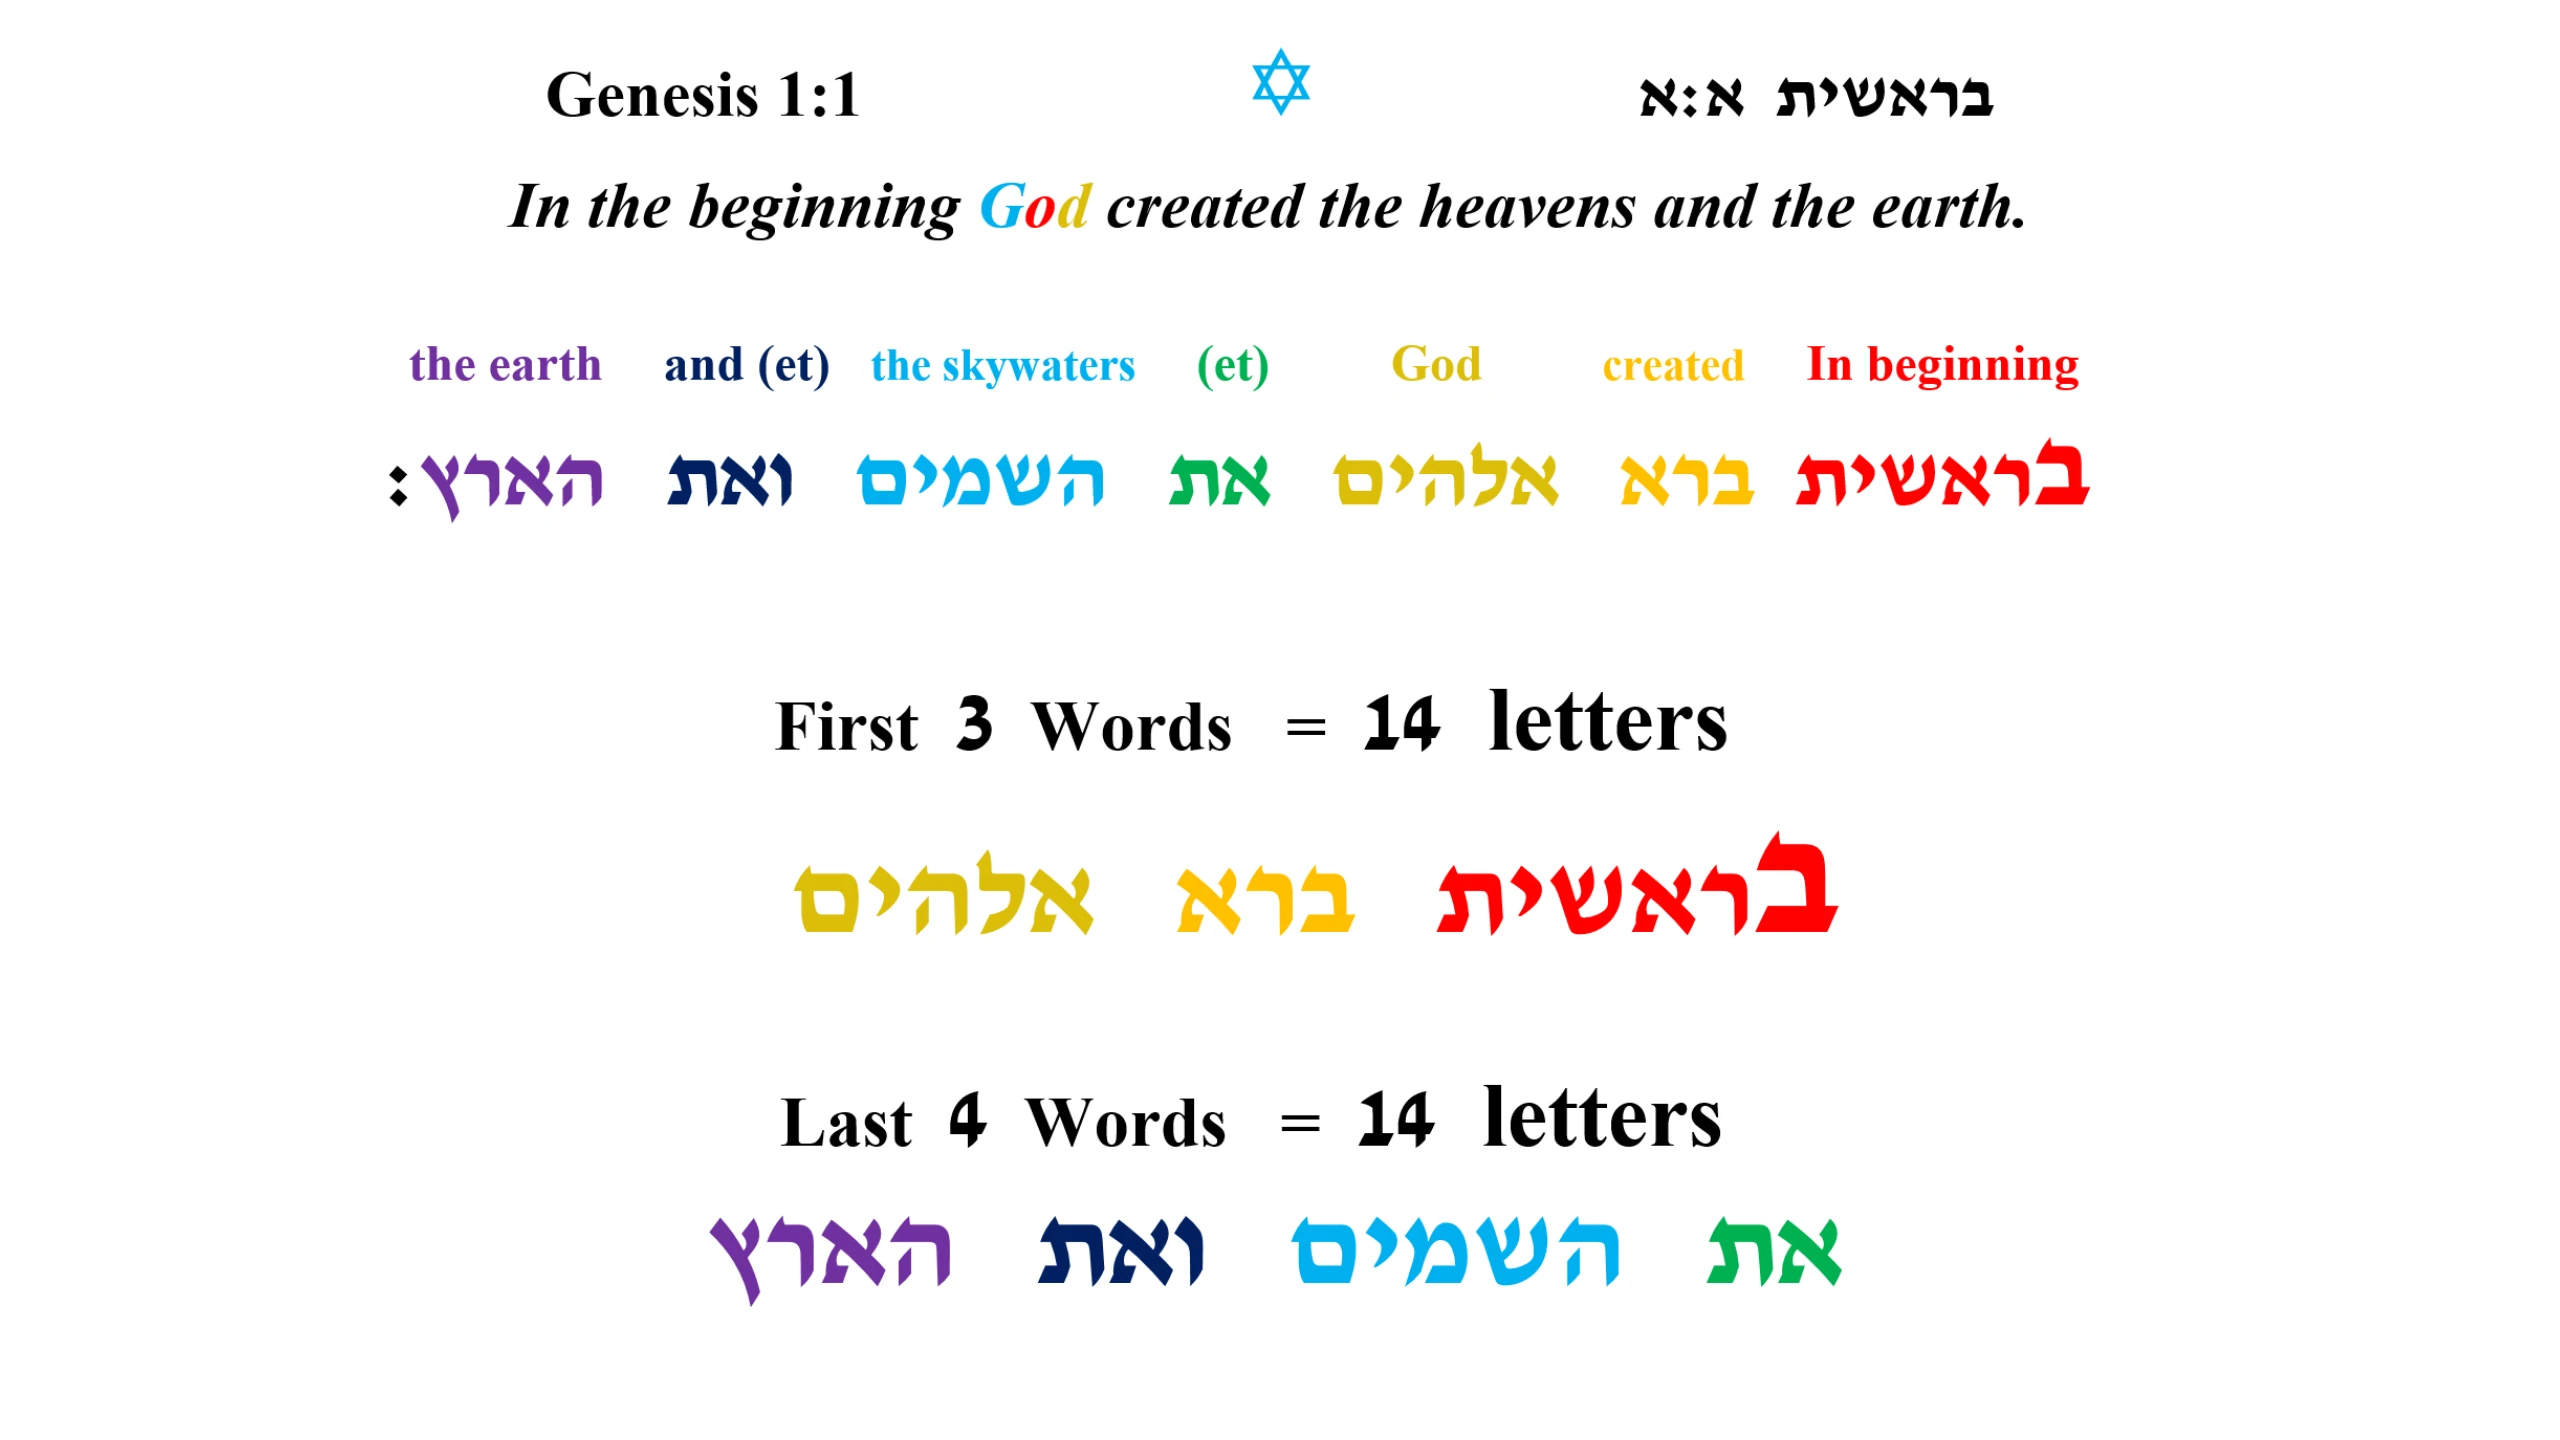 Genesis 1:1 ✡ בראשית א:א
In the beginning God created the heavens and the earth.
the earth and (et) the skywaters (et) God created In beginning
בראשית ברא אלהים את השמים ואת הארץ:
First 3 Words = 14 letters
בראשית ברא אלהים
Last 4 Words = 14 letters
את השמים ואת הארץ